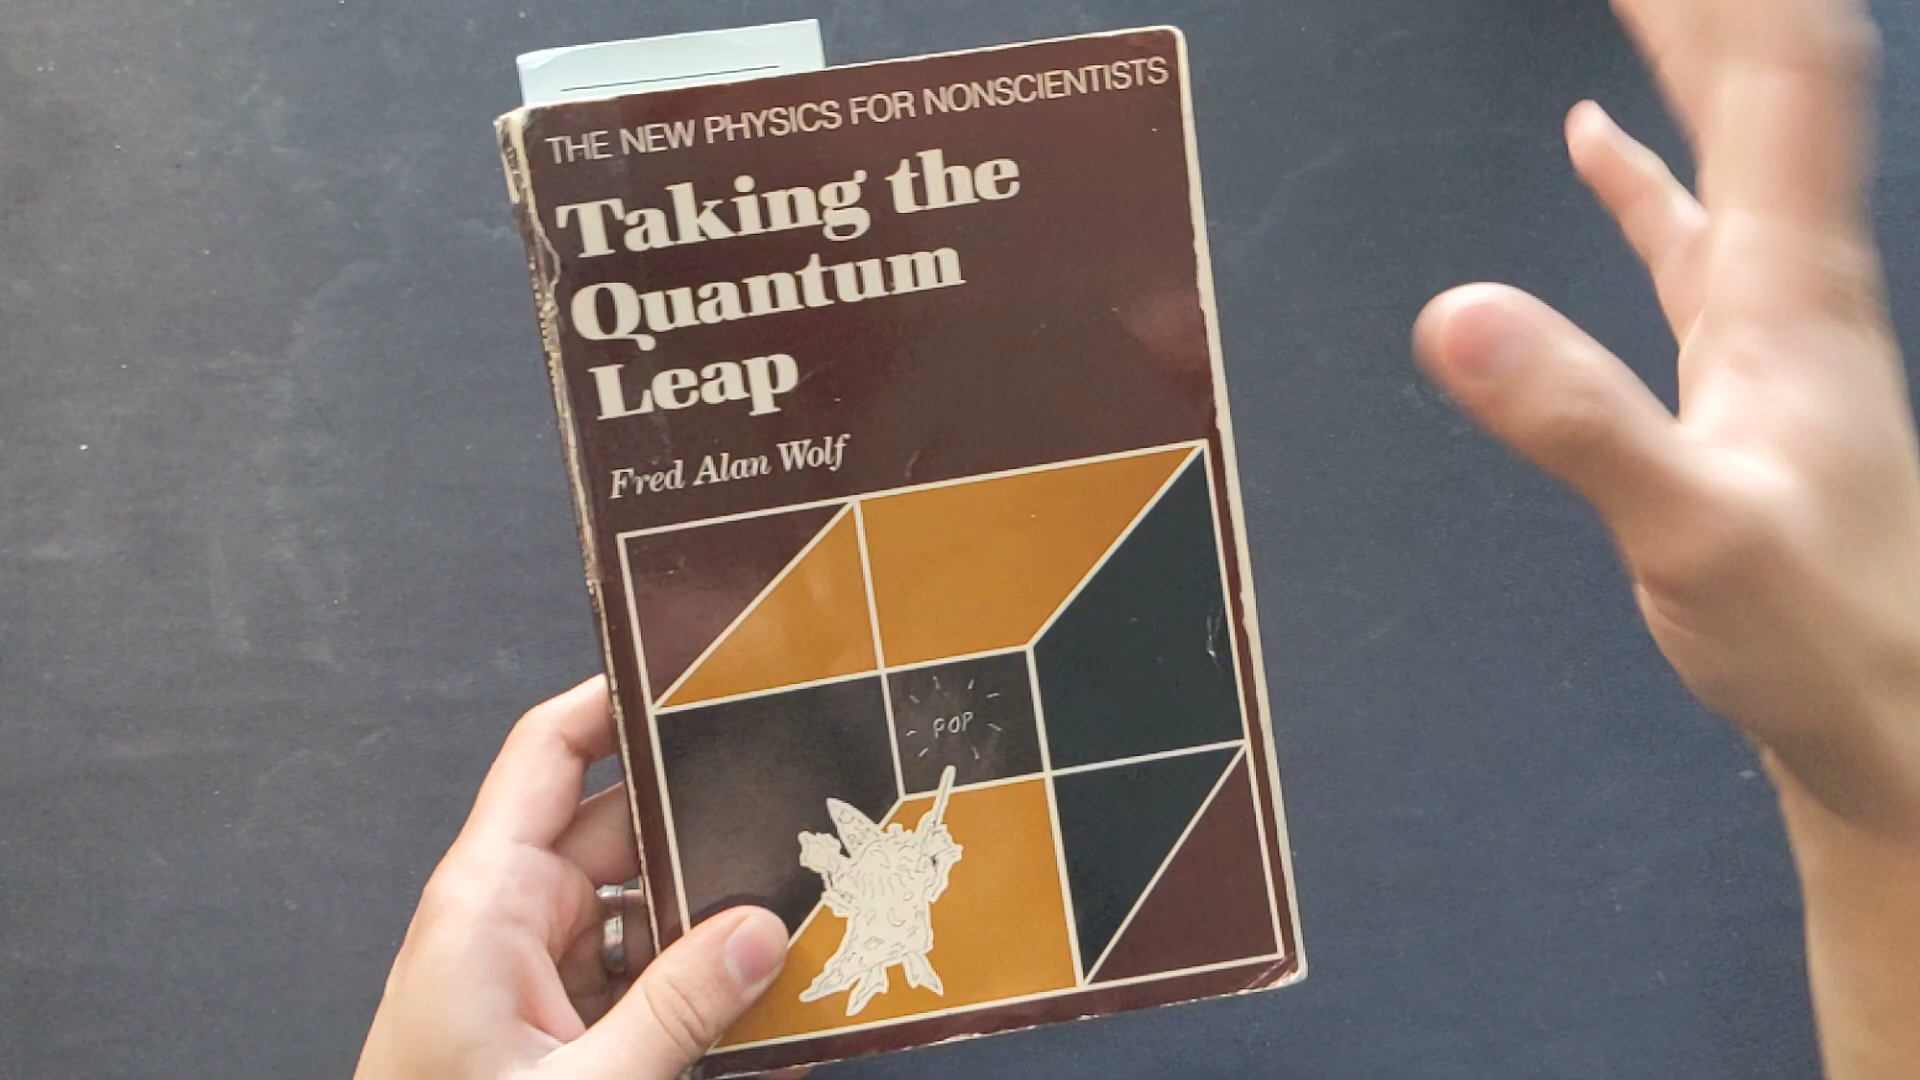 THE NEW PHYSICS FOR NONSCIENTISTS
Taking the
Quantum
Leap
Fred Alan Wolf
POP